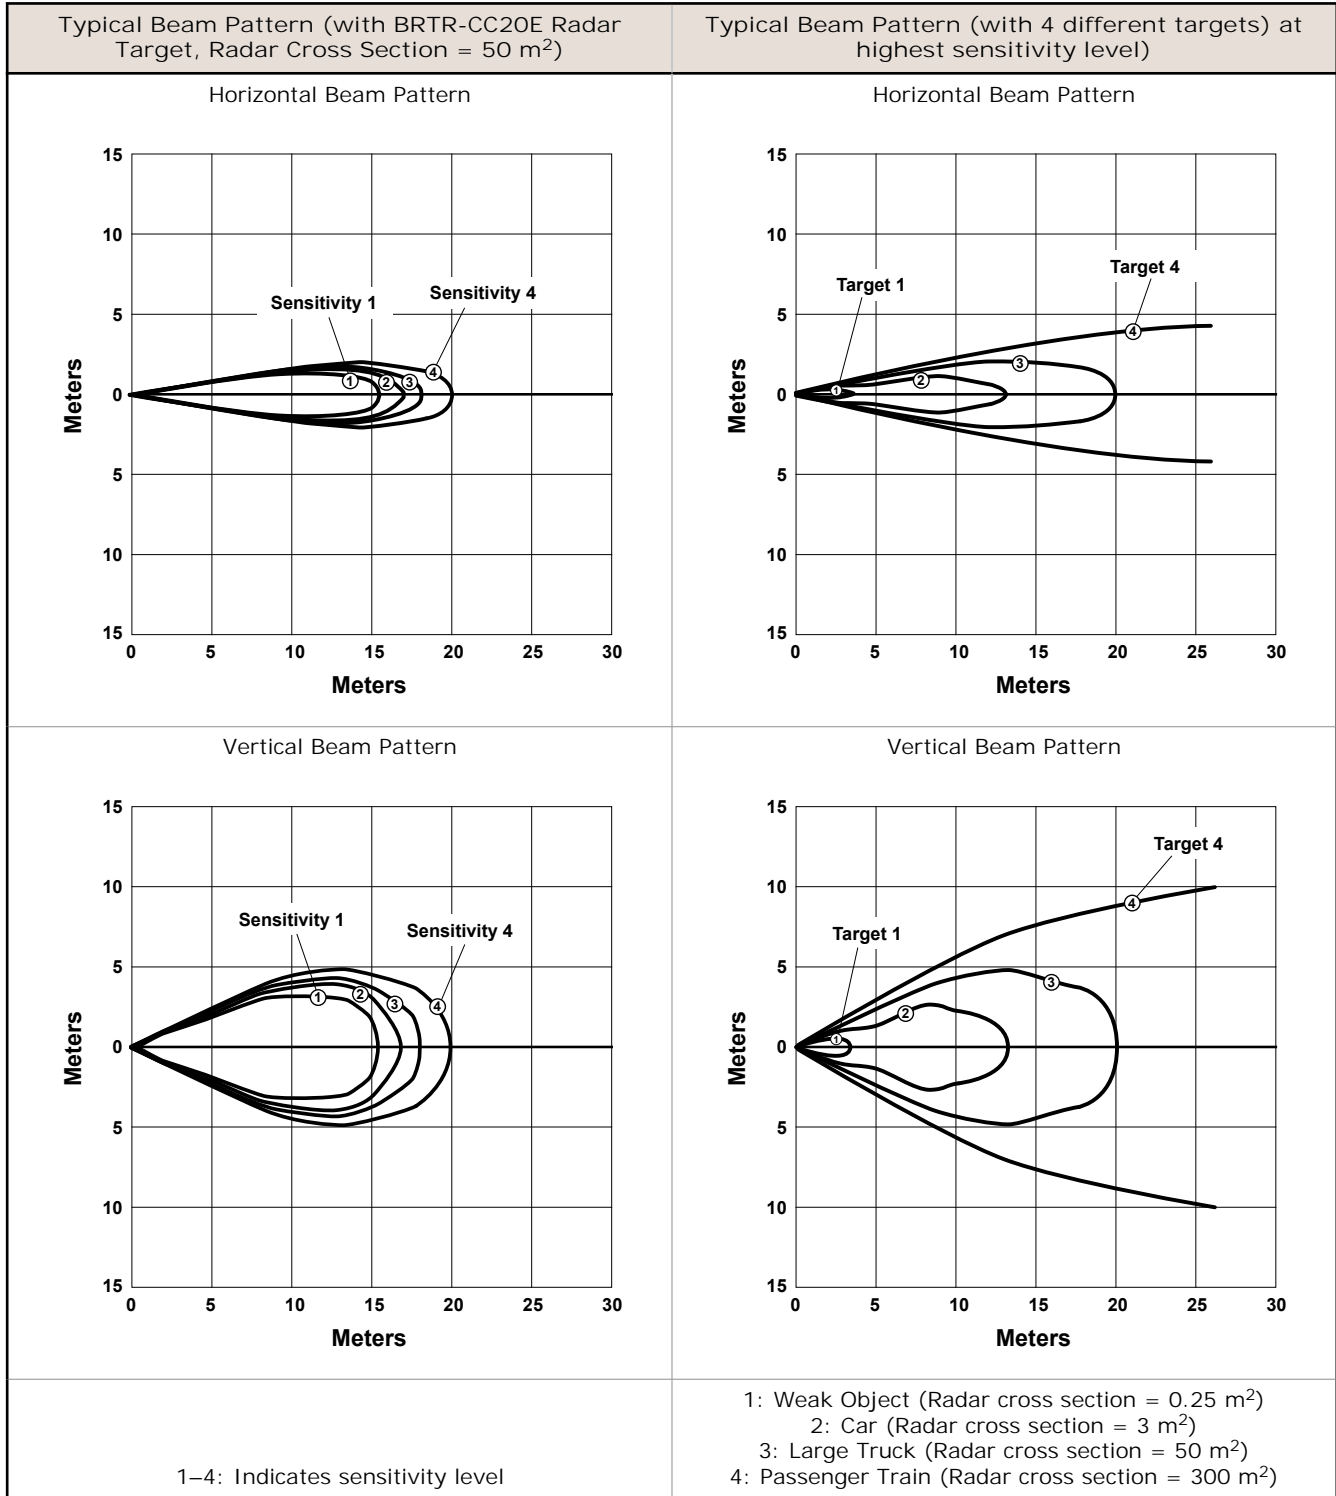 Typical Beam Pattern (with BRTR-CC20E Radar
Target, Radar Cross Section = 50 m²)
Typical Beam Pattern (with 4 different targets) at
highest sensitivity level)
Horizontal Beam Pattern
15
10
5
0
5
10
15
Meters
Sensitivity 1
Sensitivity 4
1
2
3
4
0 5 10 15 20 25 30
Meters
Horizontal Beam Pattern
15
10
5
0
5
10
15
Meters
Target 1
Target 4
1
2
3
4
0 5 10 15 20 25 30
Meters
Vertical Beam Pattern
15
10
5
0
5
10
15
Meters
Sensitivity 1
Sensitivity 4
1
2
3
4
0 5 10 15 20 25 30
Meters
Vertical Beam Pattern
15
10
5
0
5
10
15
Meters
Target 4
Target 1
1
2
3
4
0 5 10 15 20 25 30
Meters
1–4: Indicates sensitivity level
1: Weak Object (Radar cross section = 0.25 m²)
2: Car (Radar cross section = 3 m²)
3: Large Truck (Radar cross section = 50 m²)
4: Passenger Train (Radar cross section = 300 m²)